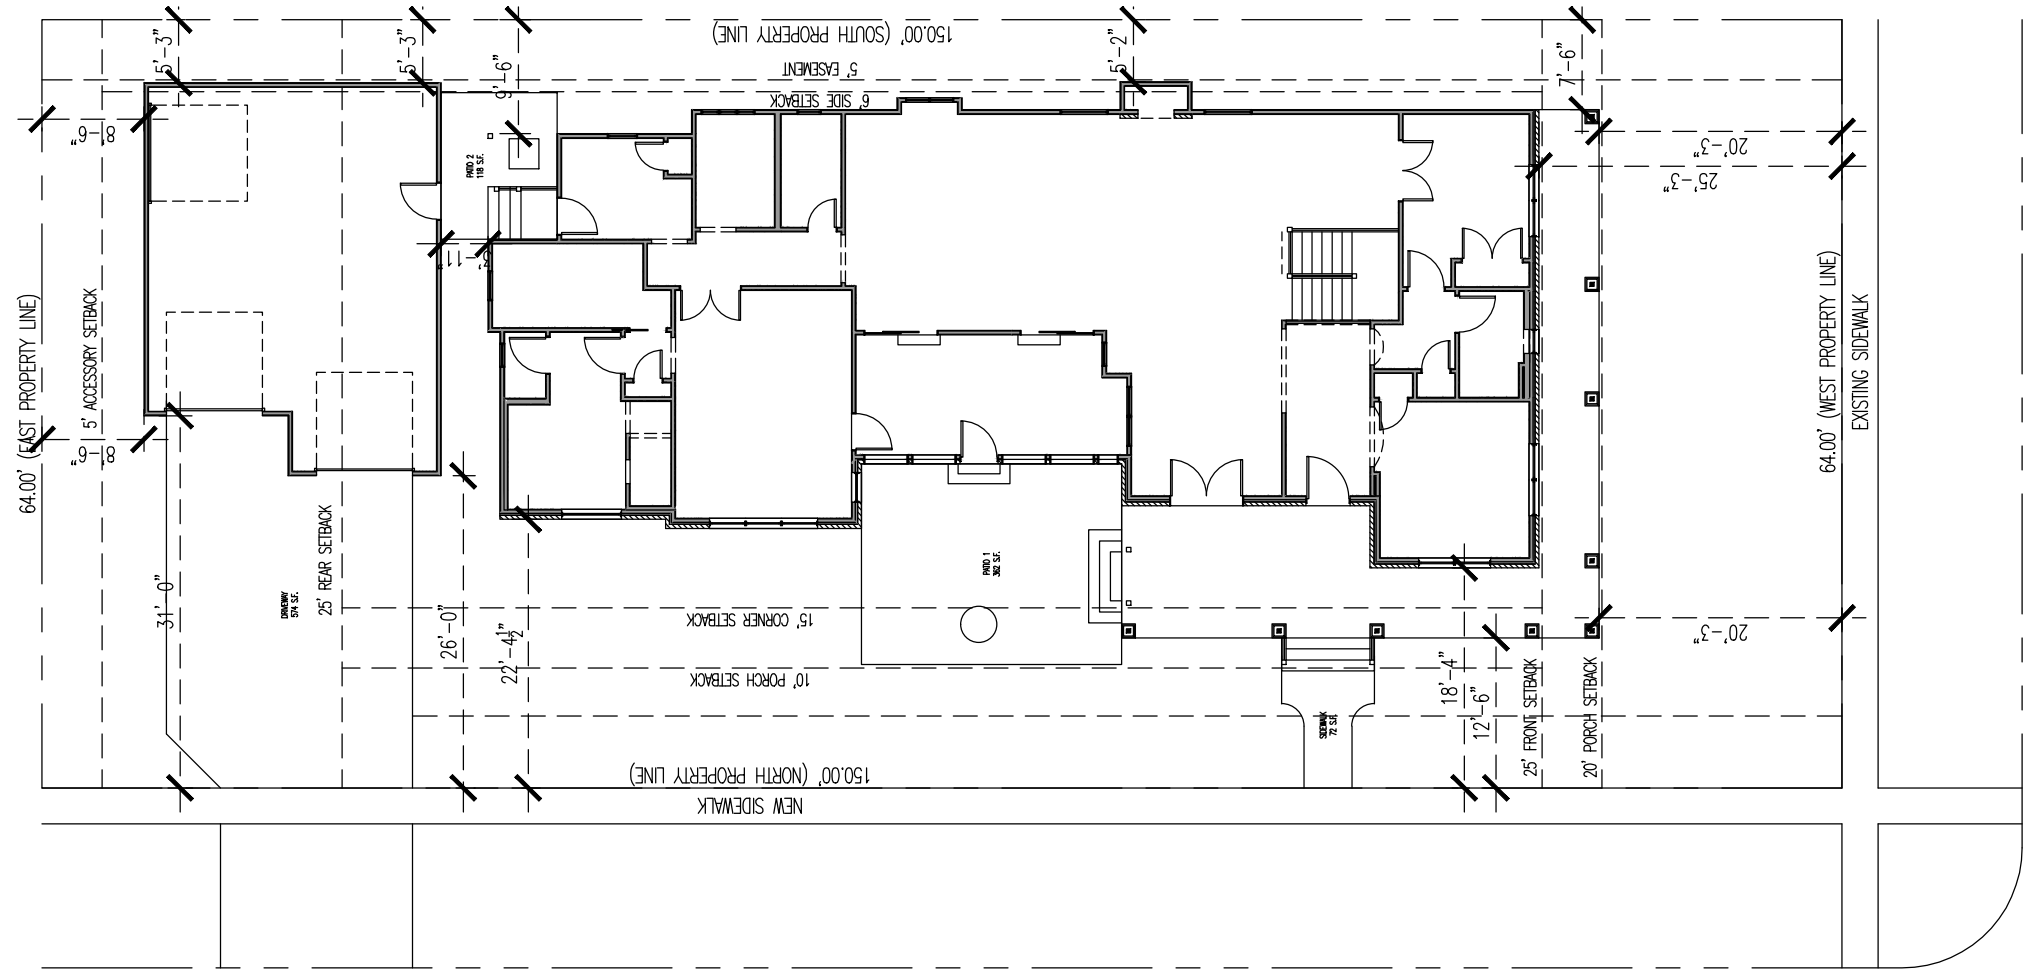 150.00' (SOUTH PROPERTY LINE)
5'-3"
5'-3"
9'-6"
5'-2"
7'-6"
5' EASEMENT
6' SIDE SETBACK
8'-6"
20'-3"
25'-3"
PATIO 2
118 S.F.
3'-11"
64.00' (EAST PROPERTY LINE)
5' ACCESSORY SETBACK
8'-6"
64.00' (WEST PROPERTY LINE)
EXISTING SIDEWALK
25' REAR SETBACK
31'-0"
DRIVEWAY
574 S.F.
26'-0"
22'-4 1/2"
PATIO 1
362 S.F.
15' CORNER SETBACK
20'-3"
10' PORCH SETBACK
18'-4"
12'-6"
25' FRONT SETBACK
20' PORCH SETBACK
SIDEWALK
72 S.F.
150.00' (NORTH PROPERTY LINE)
NEW SIDEWALK